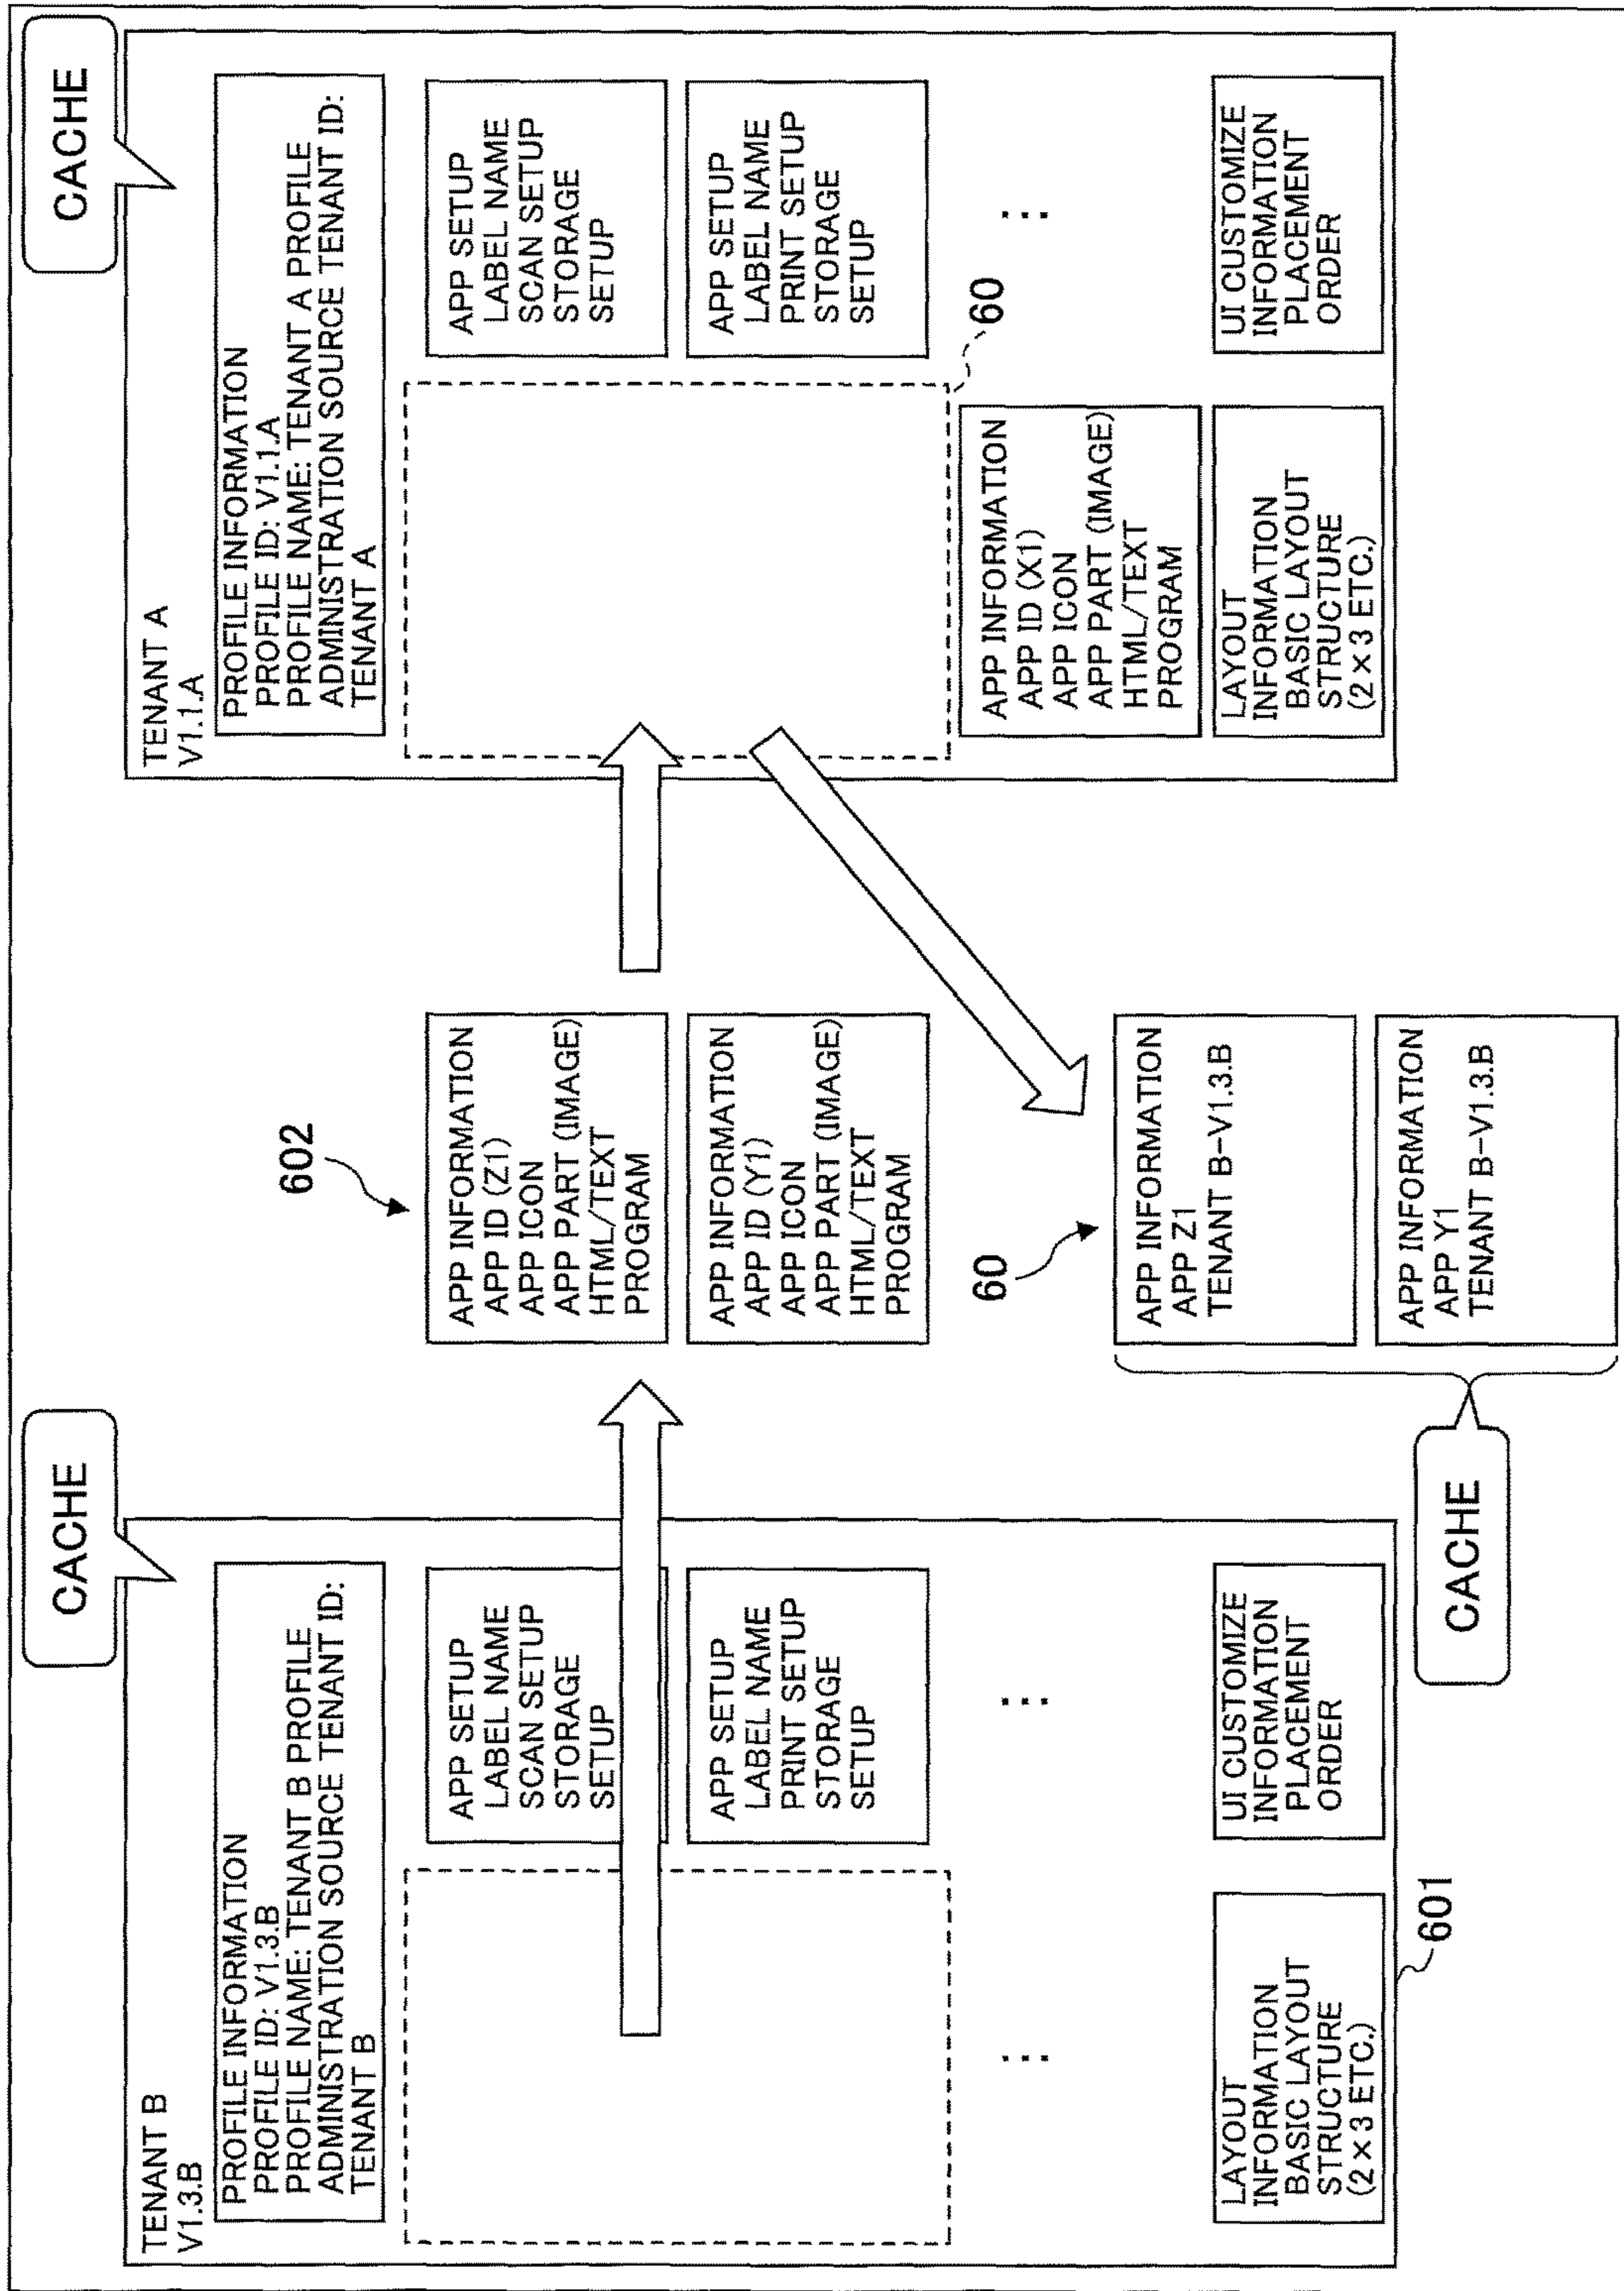 CACHE
TENANT B
V1.3.B
PROFILE INFORMATION
PROFILE ID: V1.3.B
PROFILE NAME: TENANT B PROFILE
ADMINISTRATION SOURCE TENANT ID:
TENANT B
APP SETUP
LABEL NAME
SCAN SETUP
STORAGE
SETUP
APP SETUP
LABEL NAME
PRINT SETUP
STORAGE
SETUP
⋮
⋮
LAYOUT
INFORMATION
BASIC LAYOUT
STRUCTURE
(2×3 ETC.)
UI CUSTOMIZE
INFORMATION
PLACEMENT
ORDER
601
602
APP INFORMATION
APP ID (Z1)
APP ICON
APP PART (IMAGE)
HTML/TEXT
PROGRAM
APP INFORMATION
APP ID (Y1)
APP ICON
APP PART (IMAGE)
HTML/TEXT
PROGRAM
60
APP INFORMATION
APP Z1
TENANT B-V1.3.B
APP INFORMATION
APP Y1
TENANT B-V1.3.B
CACHE
CACHE
TENANT A
V1.1.A
PROFILE INFORMATION
PROFILE ID: V1.1.A
PROFILE NAME: TENANT A PROFILE
ADMINISTRATION SOURCE TENANT ID:
TENANT A
APP SETUP
LABEL NAME
SCAN SETUP
STORAGE
SETUP
APP SETUP
LABEL NAME
PRINT SETUP
STORAGE
SETUP
60
APP INFORMATION
APP ID (X1)
APP ICON
APP PART (IMAGE)
HTML/TEXT
PROGRAM
⋮
LAYOUT
INFORMATION
BASIC LAYOUT
STRUCTURE
(2×3 ETC.)
UI CUSTOMIZE
INFORMATION
PLACEMENT
ORDER